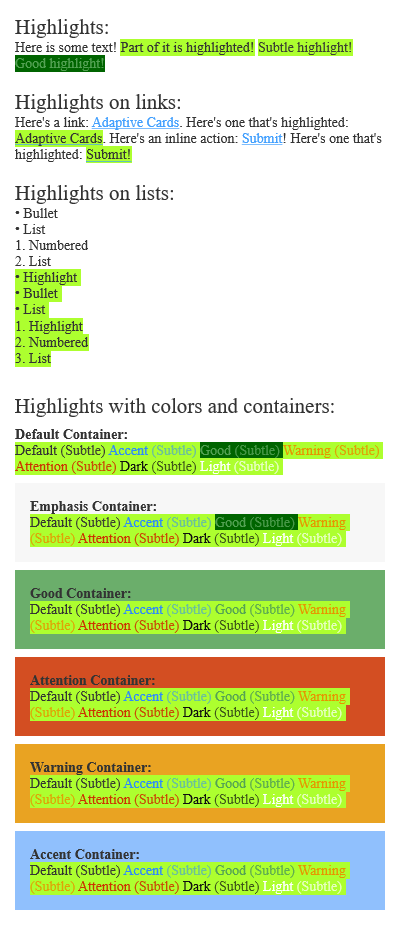 Highlights:
Here is some text! Part of it is highlighted! Subtle highlight!
Good highlight!
Highlights on links:
Here's a link: Adaptive Cards. Here's one that's highlighted:
Adaptive Cards. Here's an inline action: Submit! Here's one that's
highlighted: Submit!
Highlights on lists:
• Bullet
• List
1. Numbered
2. List
• Highlight
• Bullet
• List
1. Highlight
2. Numbered
3. List
Highlights with colors and containers:
Default Container:
Default (Subtle) Accent (Subtle) Good (Subtle) Warning (Subtle)
Attention (Subtle) Dark (Subtle) Light (Subtle)
Emphasis Container:
Default (Subtle) Accent (Subtle) Good (Subtle) Warning
(Subtle) Attention (Subtle) Dark (Subtle) Light (Subtle)
Good Container:
Default (Subtle) Accent (Subtle) Good (Subtle) Warning
(Subtle) Attention (Subtle) Dark (Subtle) Light (Subtle)
Attention Container:
Default (Subtle) Accent (Subtle) Good (Subtle) Warning
(Subtle) Attention (Subtle) Dark (Subtle) Light (Subtle)
Warning Container:
Default (Subtle) Accent (Subtle) Good (Subtle) Warning
(Subtle) Attention (Subtle) Dark (Subtle) Light (Subtle)
Accent Container:
Default (Subtle) Accent (Subtle) Good (Subtle) Warning
(Subtle) Attention (Subtle) Dark (Subtle) Light (Subtle)